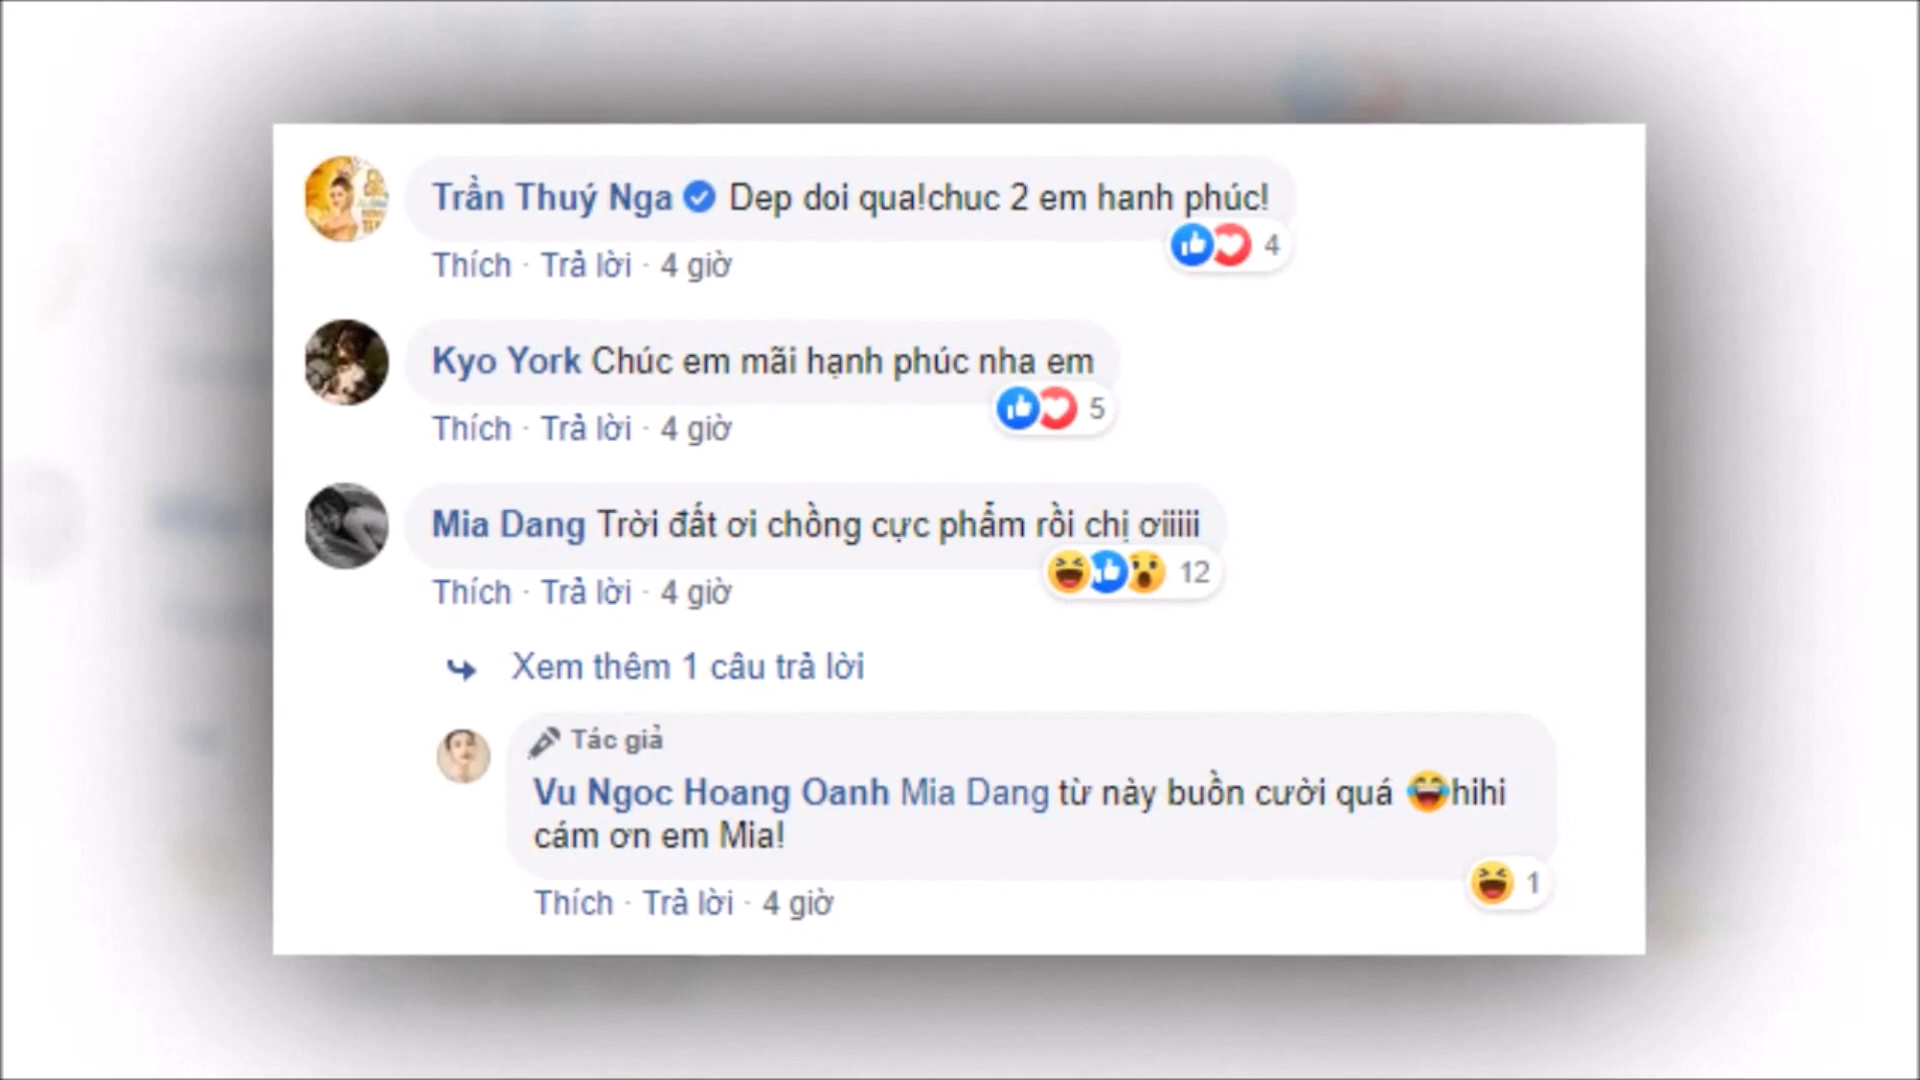 Trần Thuý Nga Dep doi qua!chuc 2 em hanh phúc!
4
Thích · Trả lời · 4 giờ
Kyo York Chúc em mãi hạnh phúc nha em
5
Thích · Trả lời · 4 giờ
Mia Dang Trời đất ơi chồng cực phẩm rồi chị ơiiiii
12
Thích · Trả lời · 4 giờ
Xem thêm 1 câu trả lời
Tác giả
Vu Ngoc Hoang Oanh Mia Dang từ này buồn cười quá 😂hihi
cám ơn em Mia!
1
Thích · Trả lời · 4 giờ